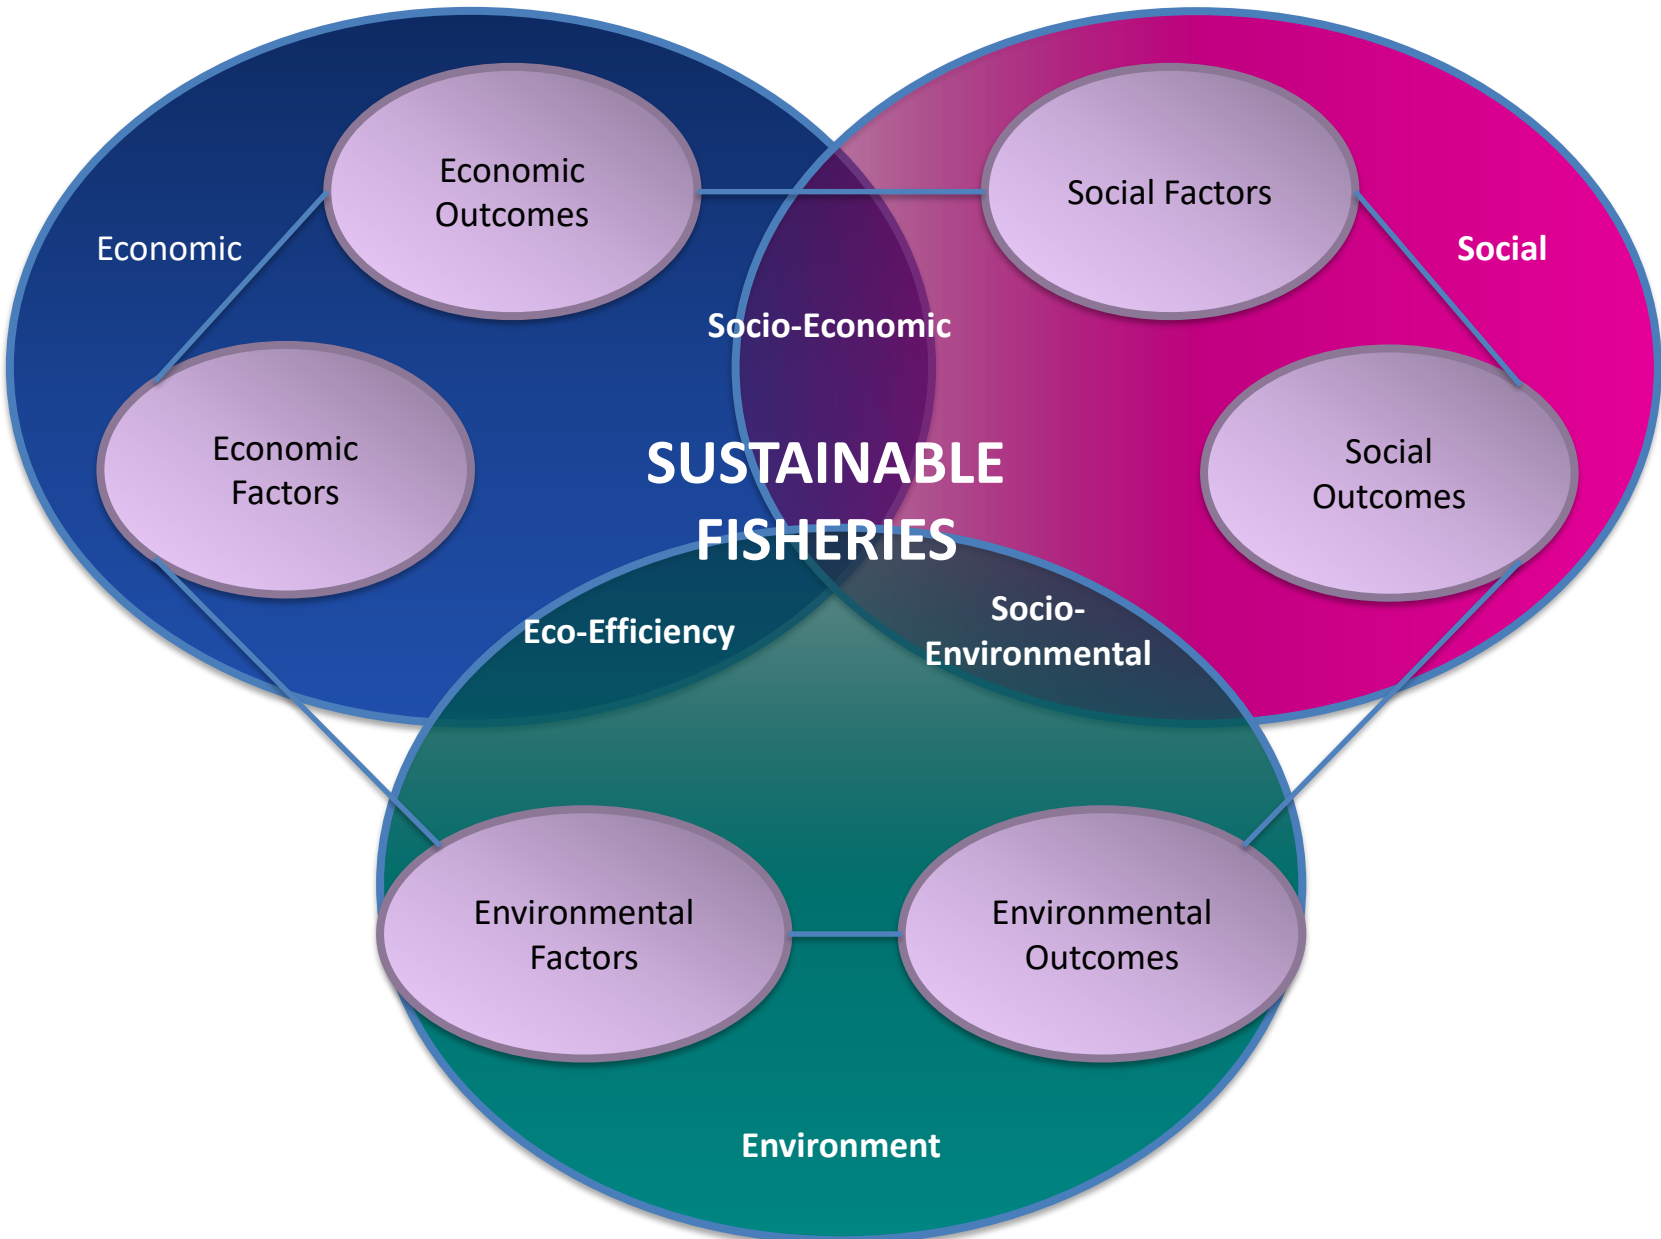 Economic
Outcomes
Social Factors
Economic
Social
Socio-Economic
Economic
Factors
Social
Outcomes
SUSTAINABLE
FISHERIES
Eco-Efficiency
Socio-
Environmental
Environmental
Factors
Environmental
Outcomes
Environment